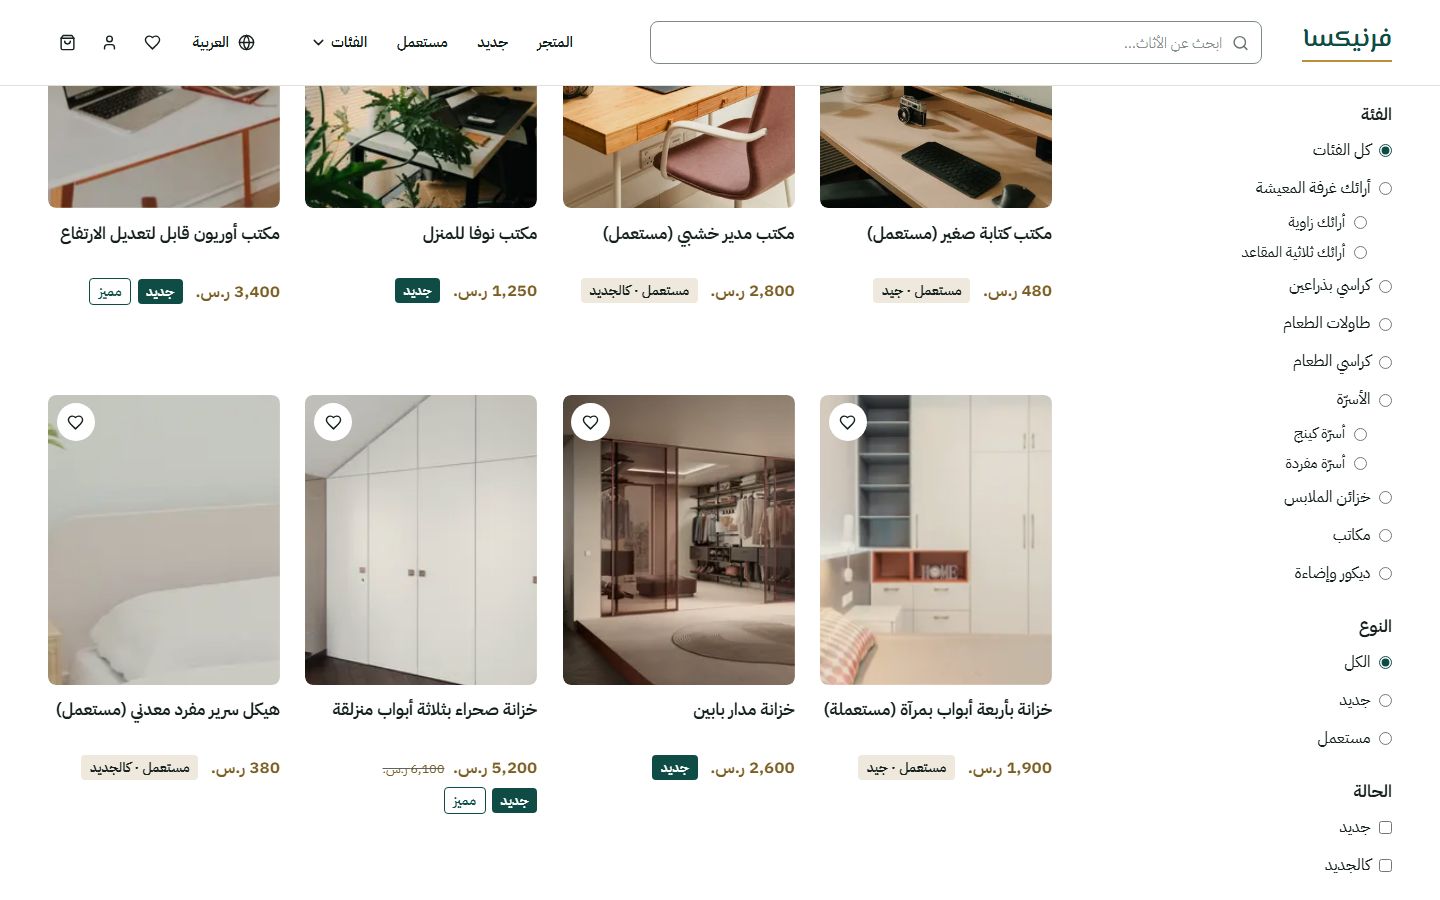 فرنيكسا
ابحث عن الأثاث...
المتجر
جديد
مستعمل
الفئات
العربية
الفئة
كل الفئات
أرائك غرفة المعيشة
أرائك زاوية
أرائك ثلاثية المقاعد
كراسي بذراعين
طاولات الطعام
كراسي الطعام
الأسرّة
أسرّة كينج
أسرّة مفردة
خزائن الملابس
مكاتب
ديكور وإضاءة
النوع
الكل
جديد
مستعمل
الحالة
جديد
كالجديد
مكتب كتابة صغير (مستعمل)
480 ر.س.
مستعمل · جيد
مكتب مدير خشبي (مستعمل)
2,800 ر.س.
مستعمل · كالجديد
مكتب نوفا للمنزل
1,250 ر.س.
جديد
مكتب أوريون قابل لتعديل الارتفاع
3,400 ر.س.
جديد
مميز
HOME
خزانة بأربعة أبواب بمرآة (مستعملة)
1,900 ر.س.
مستعمل · جيد
خزانة مدار بابين
2,600 ر.س.
جديد
خزانة صحراء بثلاثة أبواب منزلقة
5,200 ر.س.
6,100 ر.س.
جديد
مميز
هيكل سرير مفرد معدني (مستعمل)
380 ر.س.
مستعمل · كالجديد